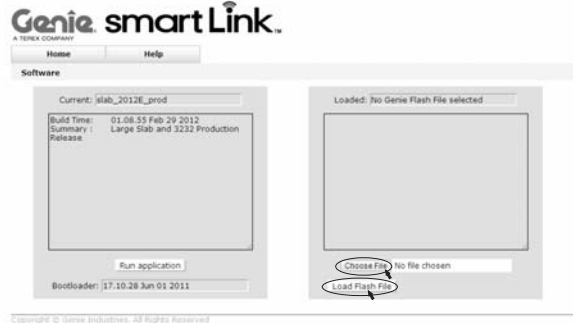 Genie. smartLink™
A TEREX COMPANY
Home Help
Software
Current: slab_2012E_prod
Build Time: 01.08.55 Feb 29 2012
Summary : Large Slab and 3232 Production
Release
Run application
Bootloader: 17.10.28 Jun 01 2011
Loaded: No Genie Flash File selected
Choose File No file chosen
Load Flash File
Copyright © Genie Industries, All Rights Reserved